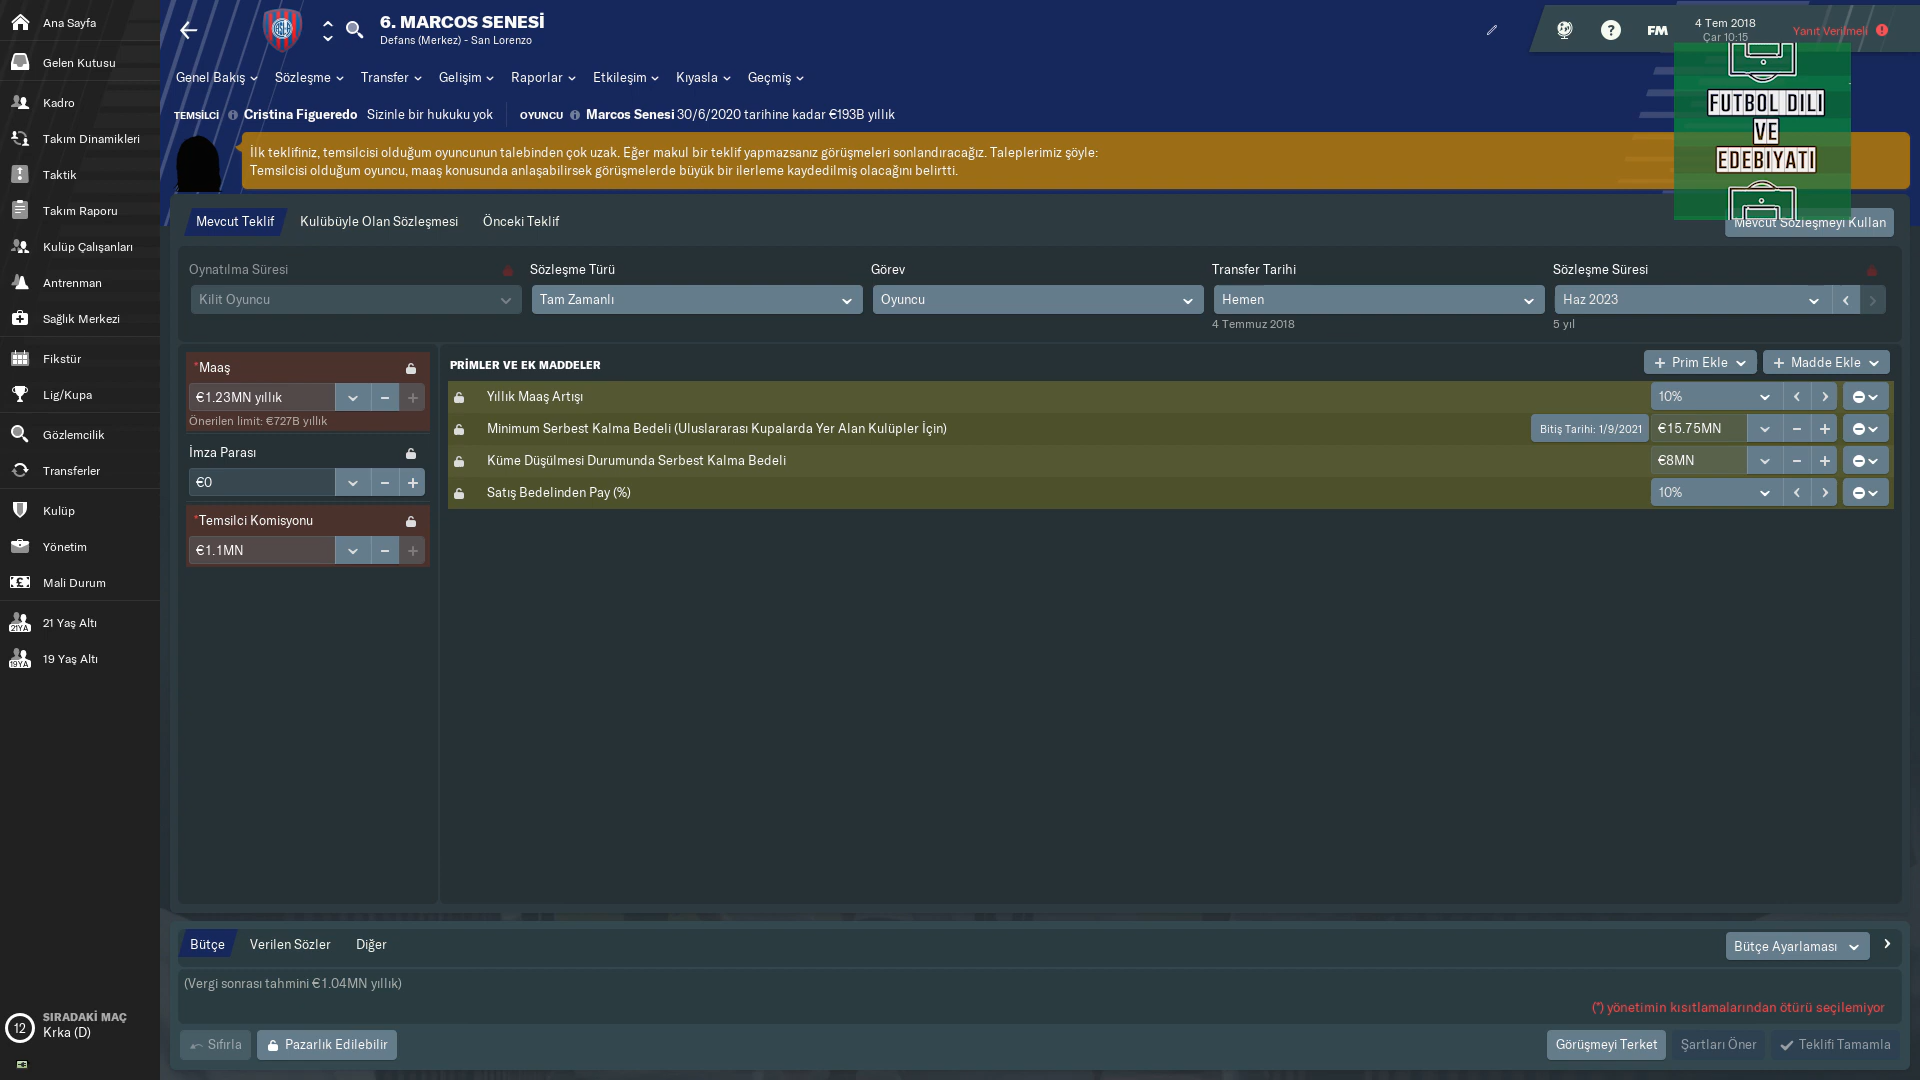 Ana Sayfa
Gelen Kutusu
Kadro
Takım Dinamikleri
Taktik
Takım Raporu
Kulüp Çalışanları
Antrenman
Sağlık Merkezi
Fikstür
Lig/Kupa
Gözlemcilik
Transferler
Kulüp
Yönetim
Mali Durum
21YA 21 Yaş Altı
19YA 19 Yaş Altı
12 SIRADAKİ MAÇ
Krka (D)
6. MARCOS SENESİ
Defans (Merkez) - San Lorenzo
? FM 4 Tem 2018
Çar 10:15
Yanıt Verilmeli
FUTBOL DILI
VE
EDEBIYATI
Genel Bakış Sözleşme Transfer Gelişim Raporlar Etkileşim Kıyasla Geçmiş
TEMSİLCİ Cristina Figueredo Sizinle bir hukuku yok OYUNCU Marcos Senesi 30/6/2020 tarihine kadar €193B yıllık
İlk teklifiniz, temsilcisi olduğum oyuncunun talebinden çok uzak. Eğer makul bir teklif yapmazsanız görüşmeleri sonlandıracağız. Taleplerimiz şöyle:
Temsilcisi olduğum oyuncu, maaş konusunda anlaşabilirsek görüşmelerde büyük bir ilerleme kaydedilmiş olacağını belirtti.
Mevcut Teklif Kulübüyle Olan Sözleşmesi Önceki Teklif Mevcut Sözleşmeyi Kullan
Oynatılma Süresi Sözleşme Türü Görev Transfer Tarihi Sözleşme Süresi
Kilit Oyuncu Tam Zamanlı Oyuncu Hemen Haz 2023
4 Temmuz 2018 5 yıl
*Maaş
€1.23MN yıllık
Önerilen limit: €727B yıllık
İmza Parası
€0
*Temsilci Komisyonu
€1.1MN
PRİMLER VE EK MADDELER + Prim Ekle + Madde Ekle
Yıllık Maaş Artışı 10%
Minimum Serbest Kalma Bedeli (Uluslararası Kupalarda Yer Alan Kulüpler İçin) Bitiş Tarihi: 1/9/2021 €15.75MN
Küme Düşülmesi Durumunda Serbest Kalma Bedeli €8MN
Satış Bedelinden Pay (%) 10%
Bütçe Verilen Sözler Diğer Bütçe Ayarlaması
(Vergi sonrası tahmini €1.04MN yıllık)
(*) yönetimin kısıtlamalarından ötürü seçilemiyor
Sıfırla Pazarlık Edilebilir Görüşmeyi Terket Şartları Öner Teklifi Tamamla